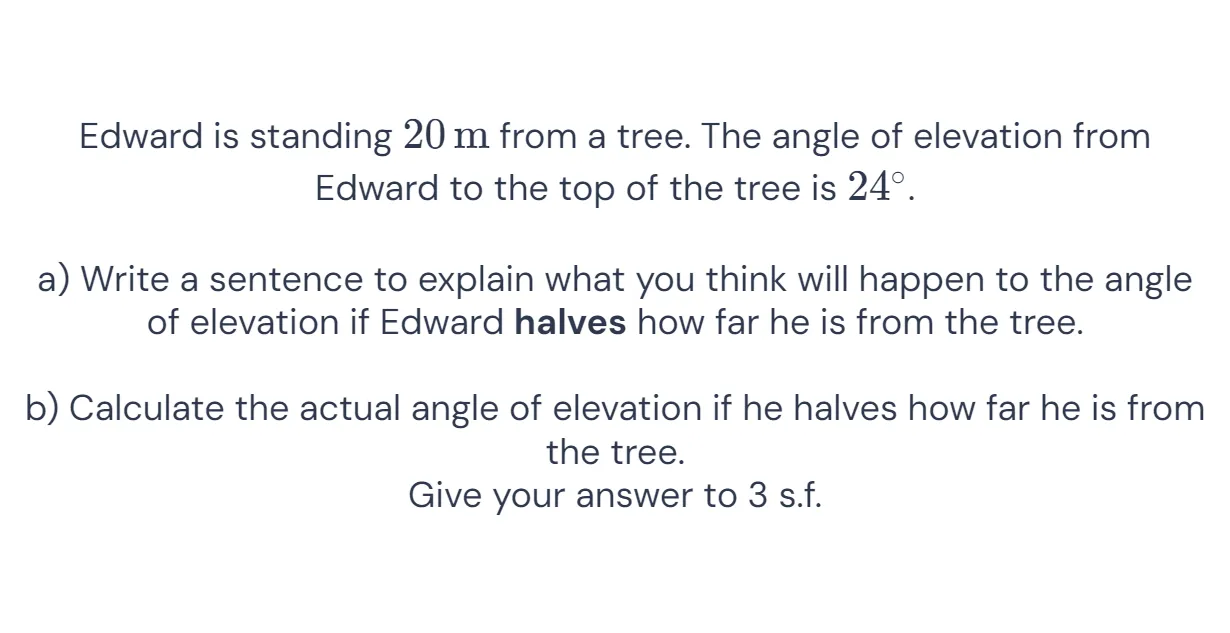 Edward is standing 20 m from a tree. The angle of elevation from
Edward to the top of the tree is 24°.
a) Write a sentence to explain what you think will happen to the angle
of elevation if Edward halves how far he is from the tree.
b) Calculate the actual angle of elevation if he halves how far he is from
the tree.
Give your answer to 3 s.f.